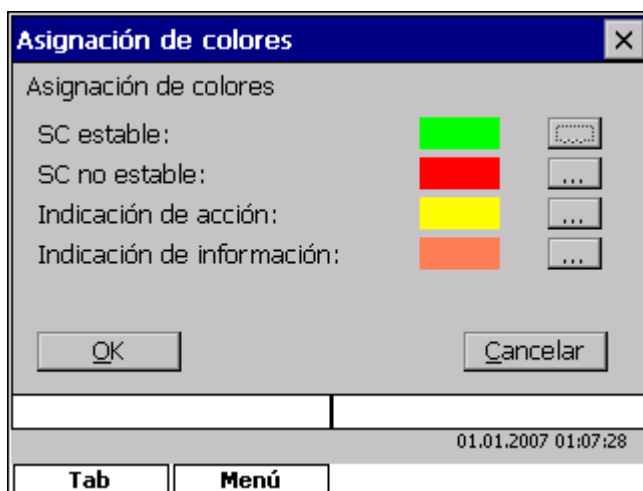 Asignación de colores
Asignación de colores
SC estable: ...
SC no estable: ...
Indicación de acción: ...
Indicación de información: ...
OK Cancelar
01.01.2007 01:07:28
Tab Menú